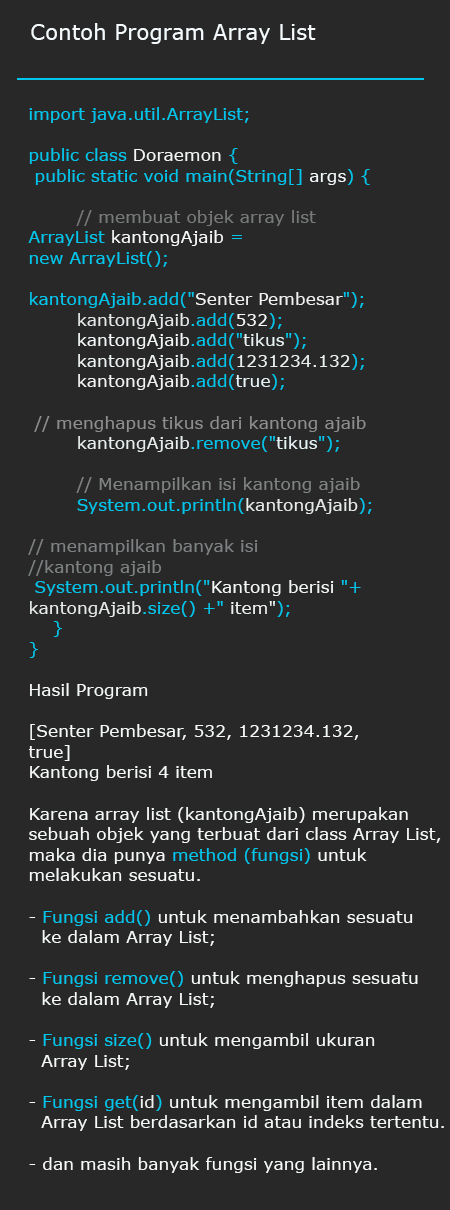 Contoh Program Array List
import java.util.ArrayList;
public class Doraemon {
public static void main(String[] args) {
// membuat objek array list
ArrayList kantongAjaib =
new ArrayList();
kantongAjaib.add("Senter Pembesar");
kantongAjaib.add(532);
kantongAjaib.add("tikus");
kantongAjaib.add(1231234.132);
kantongAjaib.add(true);
// menghapus tikus dari kantong ajaib
kantongAjaib.remove("tikus");
// Menampilkan isi kantong ajaib
System.out.println(kantongAjaib);
// menampilkan banyak isi
//kantong ajaib
System.out.println("Kantong berisi "+
kantongAjaib.size() +" item");
}
}
Hasil Program
[Senter Pembesar, 532, 1231234.132,
true]
Kantong berisi 4 item
Karena array list (kantongAjaib) merupakan
sebuah objek yang terbuat dari class Array List,
maka dia punya method (fungsi) untuk
melakukan sesuatu.
- Fungsi add() untuk menambahkan sesuatu
ke dalam Array List;
- Fungsi remove() untuk menghapus sesuatu
ke dalam Array List;
- Fungsi size() untuk mengambil ukuran
Array List;
- Fungsi get(id) untuk mengambil item dalam
Array List berdasarkan id atau indeks tertentu.
- dan masih banyak fungsi yang lainnya.